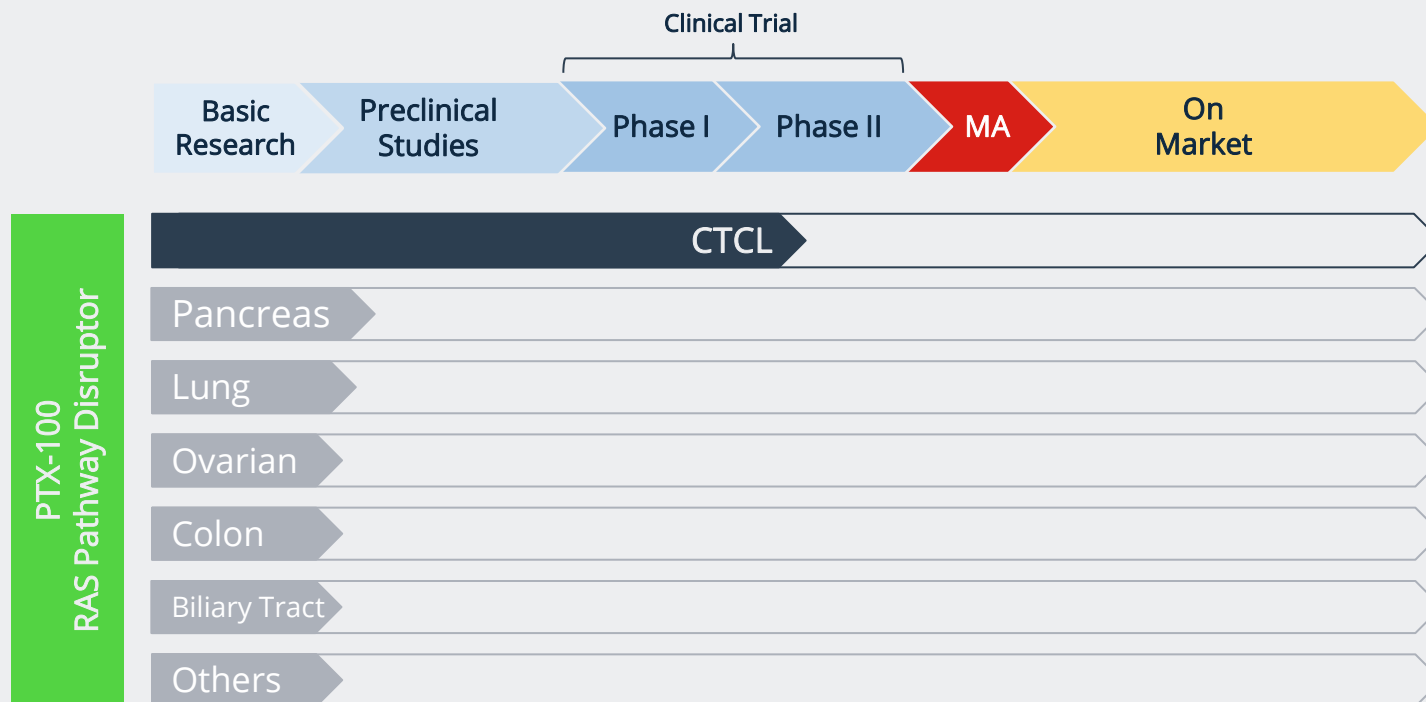 Clinical Trial
Basic
Research
Preclinical
Studies
Phase I
Phase II
MA
On
Market
PTX-100
RAS Pathway Disruptor
CTCL
Pancreas
Lung
Ovarian
Colon
Biliary Tract
Others